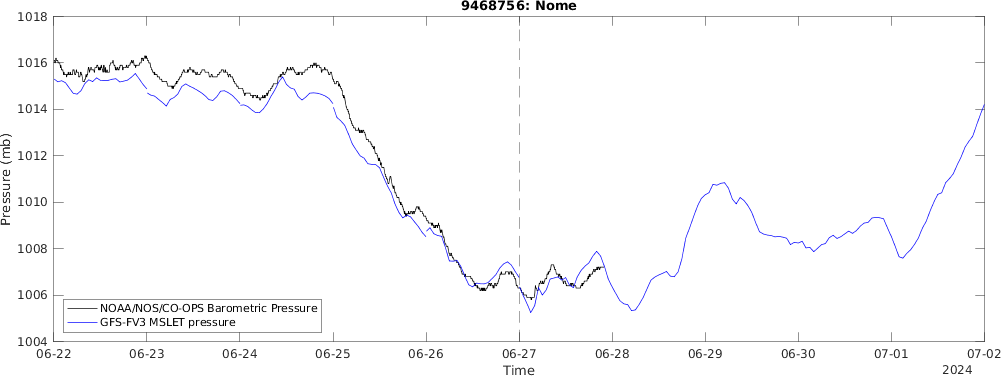 9468756: Nome
Pressure (mb)
1018
1016
1014
1012
1010
1008
1006
1004
NOAA/NOS/CO-OPS Barometric Pressure
GFS-FV3 MSLET pressure
06-22 06-23 06-24 06-25 06-26 06-27 06-28 06-29 06-30 07-01 07-02
Time
2024